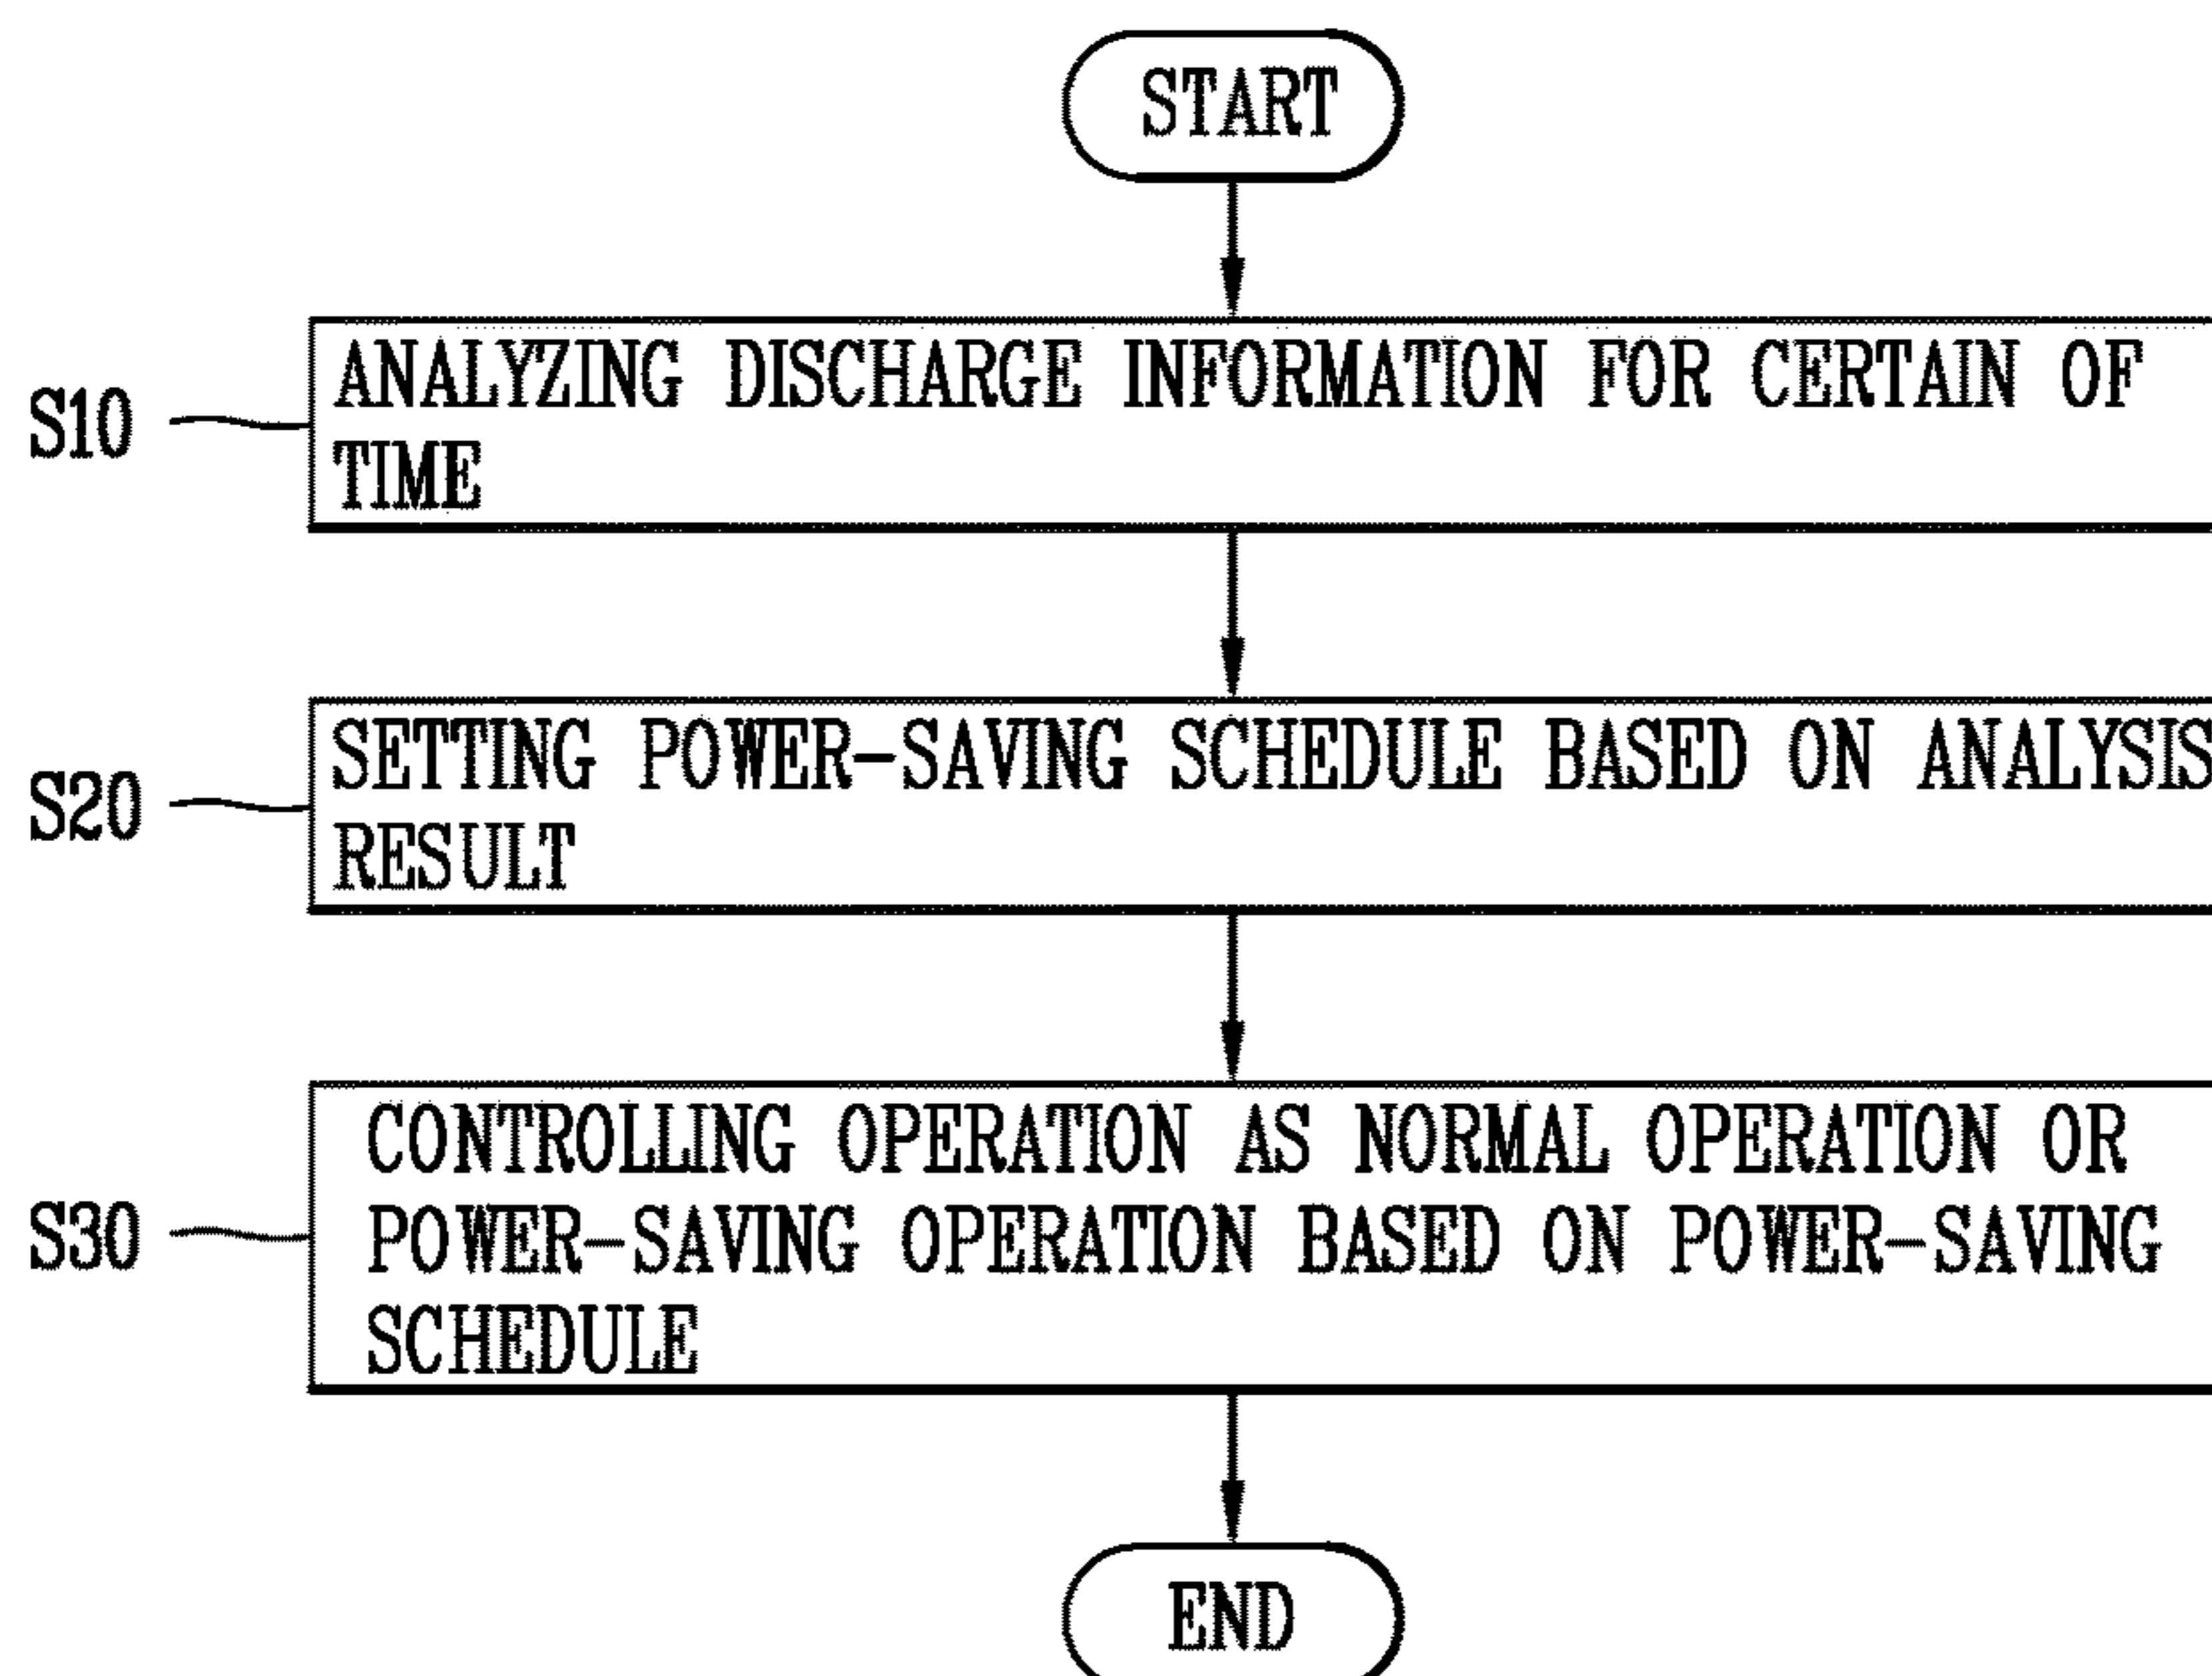 START
S10
ANALYZING DISCHARGE INFORMATION FOR CERTAIN OF
TIME
S20
SETTING POWER-SAVING SCHEDULE BASED ON ANALYSIS
RESULT
S30
CONTROLLING OPERATION AS NORMAL OPERATION OR
POWER-SAVING OPERATION BASED ON POWER-SAVING
SCHEDULE
END